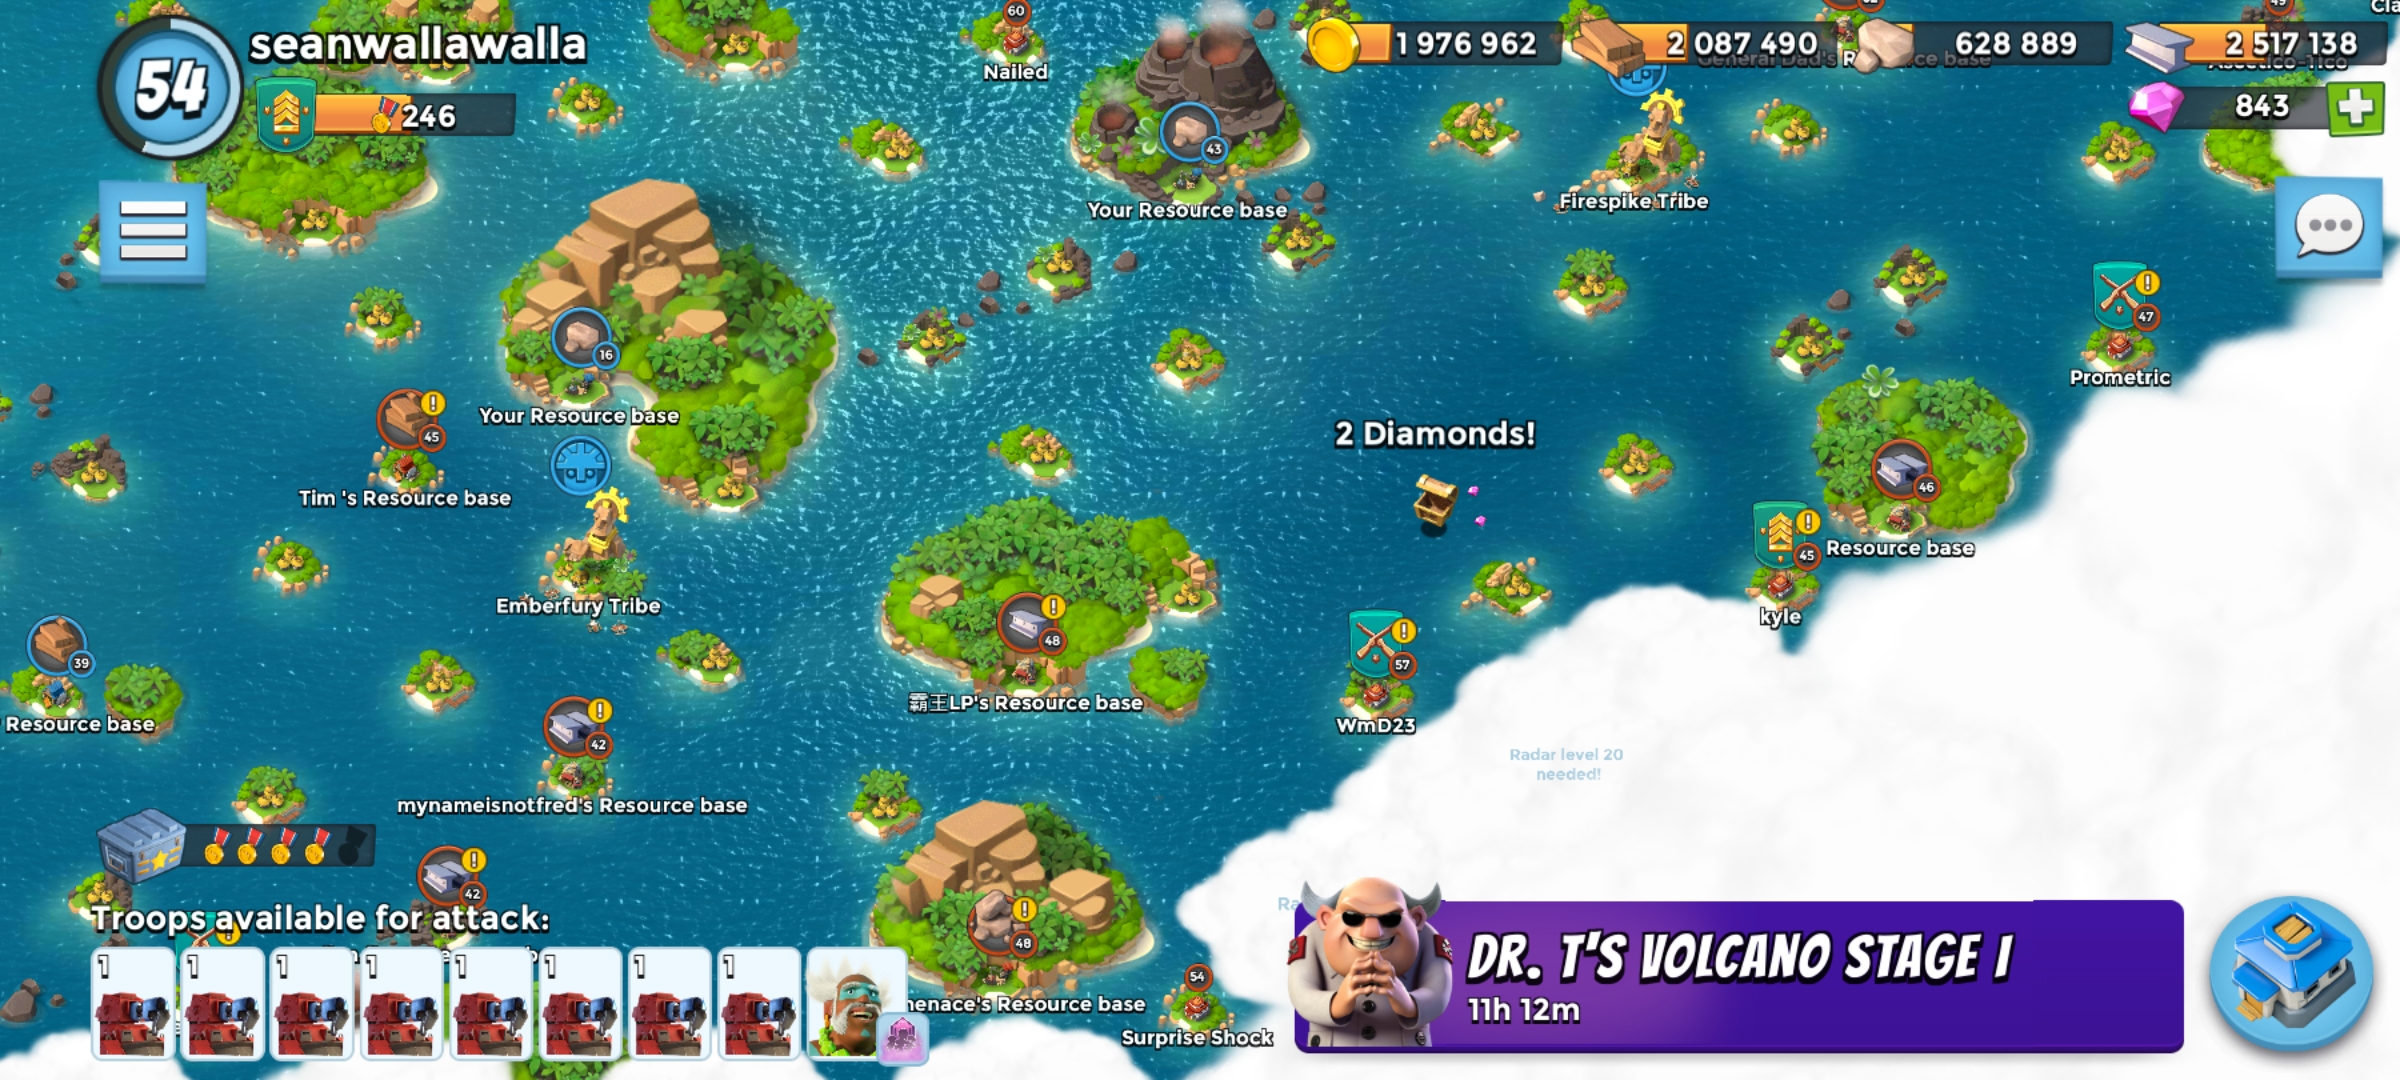 54
seanwallawalla
246
60
Nailed
1 976 962
2 087 490
628 889
2 517 138
843
43
Your Resource base
Firespike Tribe
16
Your Resource base
45
Tim 's Resource base
47
Prometric
2 Diamonds!
46
Resource base
45
kyle
Emberfury Tribe
48
霸王LP's Resource base
57
WmD23
39
Resource base
42
mynameisnotfred's Resource base
Radar level 20
needed!
42
Troops available for attack:
1
1
1
1
1
1
1
1
48
enace's Resource base
54
Surprise Shock
DR. T'S VOLCANO STAGE I
11h 12m